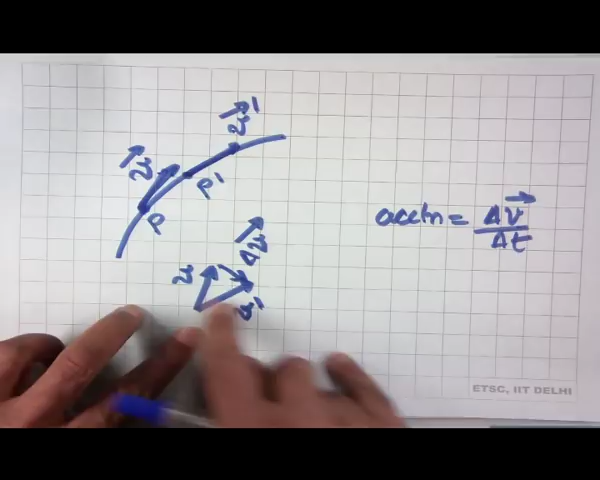 v⃗'
v⃗
P'
P
accln = Δv⃗/Δt
Δv⃗
v
v'
ETSC, IIT DELHI